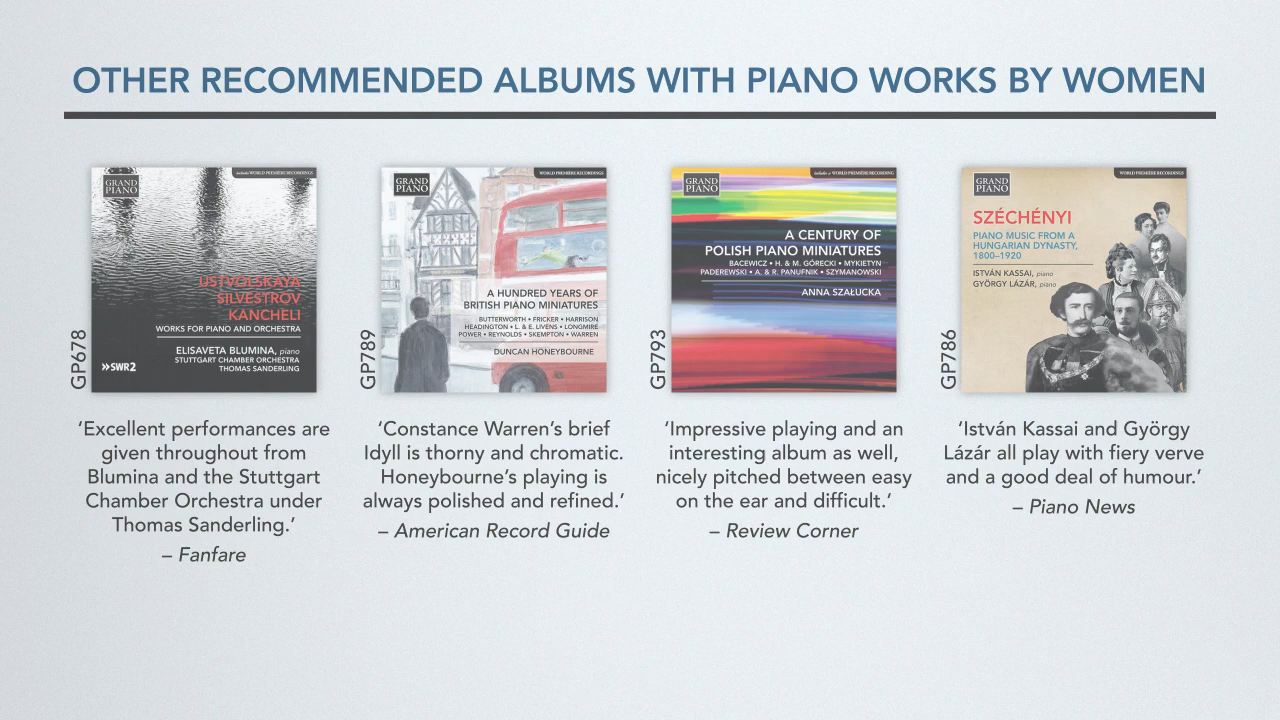 OTHER RECOMMENDED ALBUMS WITH PIANO WORKS BY WOMEN
GP678
GRAND
PIANO
includes WORLD PREMIÈRE RECORDINGS
USTVOLSKAYA
SILVESTROV
KANCHELI
WORKS FOR PIANO AND ORCHESTRA
ELISAVETA BLUMINA, piano
STUTTGART CHAMBER ORCHESTRA
THOMAS SANDERLING
SWR2
‘Excellent performances are
given throughout from
Blumina and the Stuttgart
Chamber Orchestra under
Thomas Sanderling.’
– Fanfare
GP789
GRAND
PIANO
WORLD PREMIÈRE RECORDINGS
A HUNDRED YEARS OF
BRITISH PIANO MINIATURES
BUTTERWORTH • FRICKER • HARRISON
HEADINGTON • L. & E. LIVENS • LONGMIRE
POWER • REYNOLDS • SKEMPTON • WARREN
DUNCAN HONEYBOURNE
‘Constance Warren’s brief
Idyll is thorny and chromatic.
Honeybourne’s playing is
always polished and refined.’
– American Record Guide
GP793
GRAND
PIANO
includes a WORLD PREMIÈRE RECORDING
A CENTURY OF
POLISH PIANO MINIATURES
BACEWICZ • H. & M. GÓRECKI • MYKIETYN
PADEREWSKI • A. & R. PANUFNIK • SZYMANOWSKI
ANNA SZAŁUCKA
‘Impressive playing and an
interesting album as well,
nicely pitched between easy
on the ear and difficult.’
– Review Corner
GP786
GRAND
PIANO
WORLD PREMIÈRE RECORDINGS
SZÉCHÉNYI
PIANO MUSIC FROM A
HUNGARIAN DYNASTY,
1800–1920
ISTVÁN KASSAI, piano
GYÖRGY LÁZÁR, piano
‘István Kassai and György
Lázár all play with fiery verve
and a good deal of humour.’
– Piano News